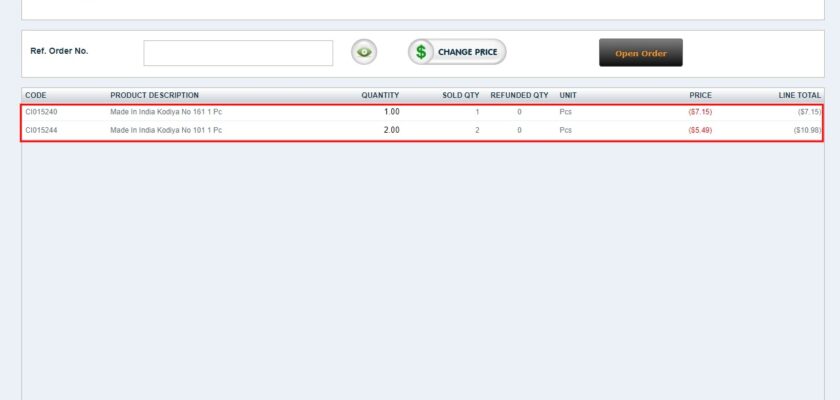 Ref. Order No.
CHANGE PRICE
Open Order
CODE PRODUCT DESCRIPTION QUANTITY SOLD QTY REFUNDED QTY UNIT PRICE LINE TOTAL
CI015240 Made In India Kodiya No 161 1 Pc 1.00 1 0 Pcs ($7.15) ($7.15)
CI015244 Made In India Kodiya No 101 1 Pc 2.00 2 0 Pcs ($5.49) ($10.98)